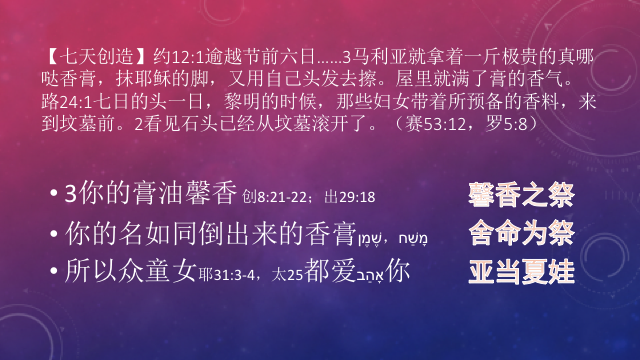 【七天创造】约12:1逾越节前六日……3马利亚就拿着一斤极贵的真哪
哒香膏，抹耶稣的脚，又用自己头发去擦。屋里就满了膏的香气。
路24:1七日的头一日，黎明的时候，那些妇女带着所预备的香料，来
到坟墓前。2看见石头已经从坟墓滚开了。（赛53:12，罗5:8）
• 3你的膏油馨香 创8:21-22；出29:18
馨香之祭
• 你的名如同倒出来的香膏שֶׁמֶן，מָשַׁח
舍命为祭
• 所以众童女耶31:3-4，太25都爱אָהַב你
亚当夏娃